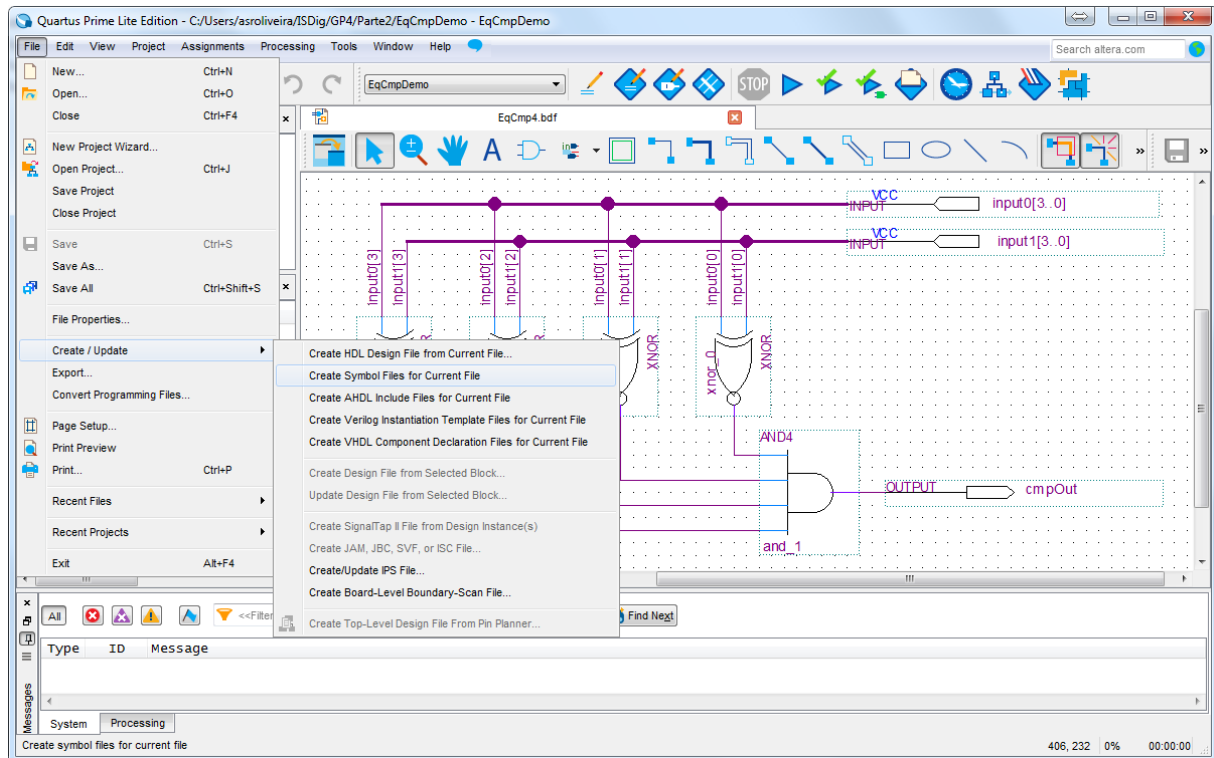 Quartus Prime Lite Edition - C:/Users/asroliveira/ISDig/GP4/Parte2/EqCmpDemo - EqCmpDemo
File Edit View Project Assignments Processing Tools Window Help
Search altera.com
New... Ctrl+N
Open... Ctrl+O
Close Ctrl+F4
New Project Wizard...
Open Project... Ctrl+J
Save Project
Close Project
Save Ctrl+S
Save As...
Save All Ctrl+Shift+S
File Properties...
Create / Update
Export...
Convert Programming Files...
Page Setup...
Print Preview
Print... Ctrl+P
Recent Files
Recent Projects
Exit Alt+F4
Create HDL Design File from Current File...
Create Symbol Files for Current File
Create AHDL Include Files for Current File
Create Verilog Instantiation Template Files for Current File
Create VHDL Component Declaration Files for Current File
Create Design File from Selected Block...
Update Design File from Selected Block...
Create SignalTap II File from Design Instance(s)
Create JAM, JBC, SVF, or ISC File...
Create/Update IPS File...
Create Board-Level Boundary-Scan File...
Create Top-Level Design File From Pin Planner...
EqCmpDemo
STOP
EqCmp4.bdf
A
VCC
INPUT input0[3..0]
VCC
INPUT input1[3..0]
input0[3]
input1[3]
input0[2]
input1[2]
input0[1]
input1[1]
input0[0]
input1[0]
XNOR
xnor_0
XNOR
AND4
OUTPUT cmpOut
and_1
All <<Filter Find Next
Type ID Message
Messages
System Processing
Create symbol files for current file 406, 232 0% 00:00:00